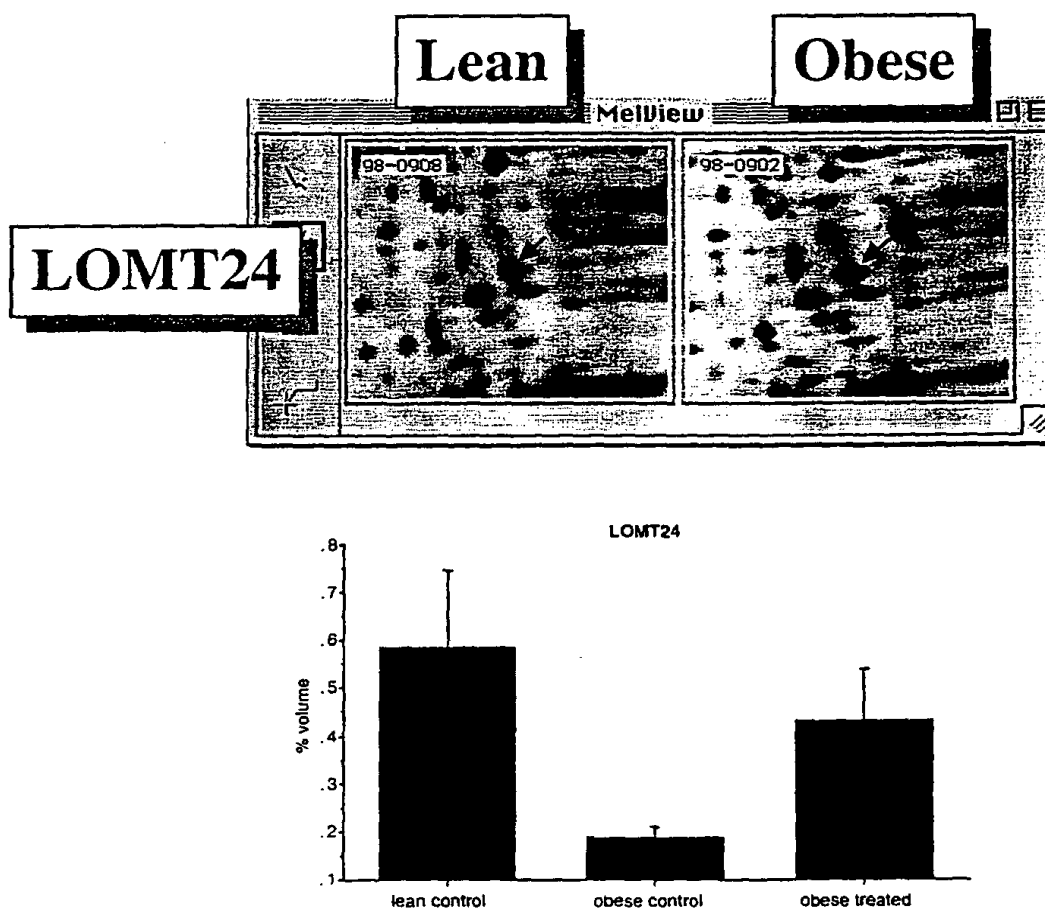 Lean
Obese
MelView
98-0908
98-0902
LOMT24
LOMT24
.8
.7
.6
.5
.4
.3
.2
.1
% volume
lean control
obese control
obese treated